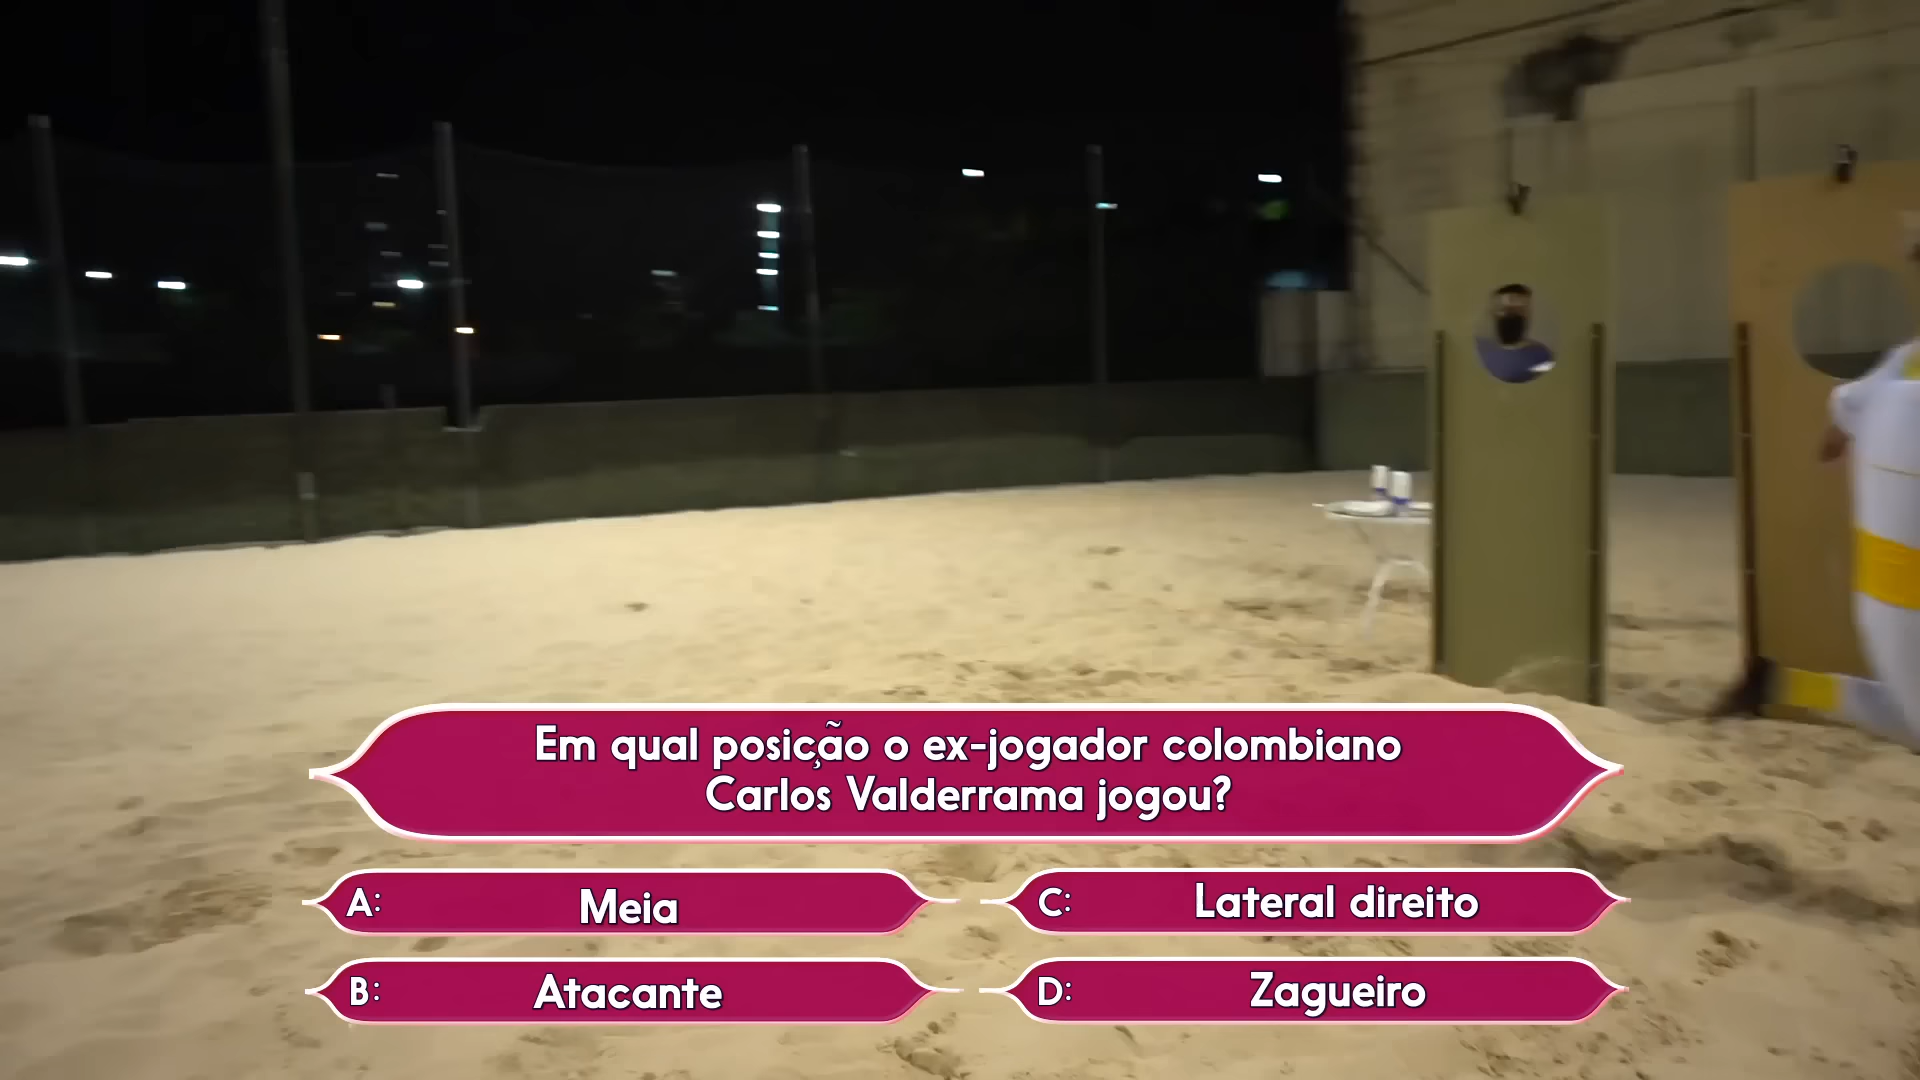 Em qual posição o ex-jogador colombiano
Carlos Valderrama jogou?
A: Meia
C: Lateral direito
B: Atacante
D: Zagueiro